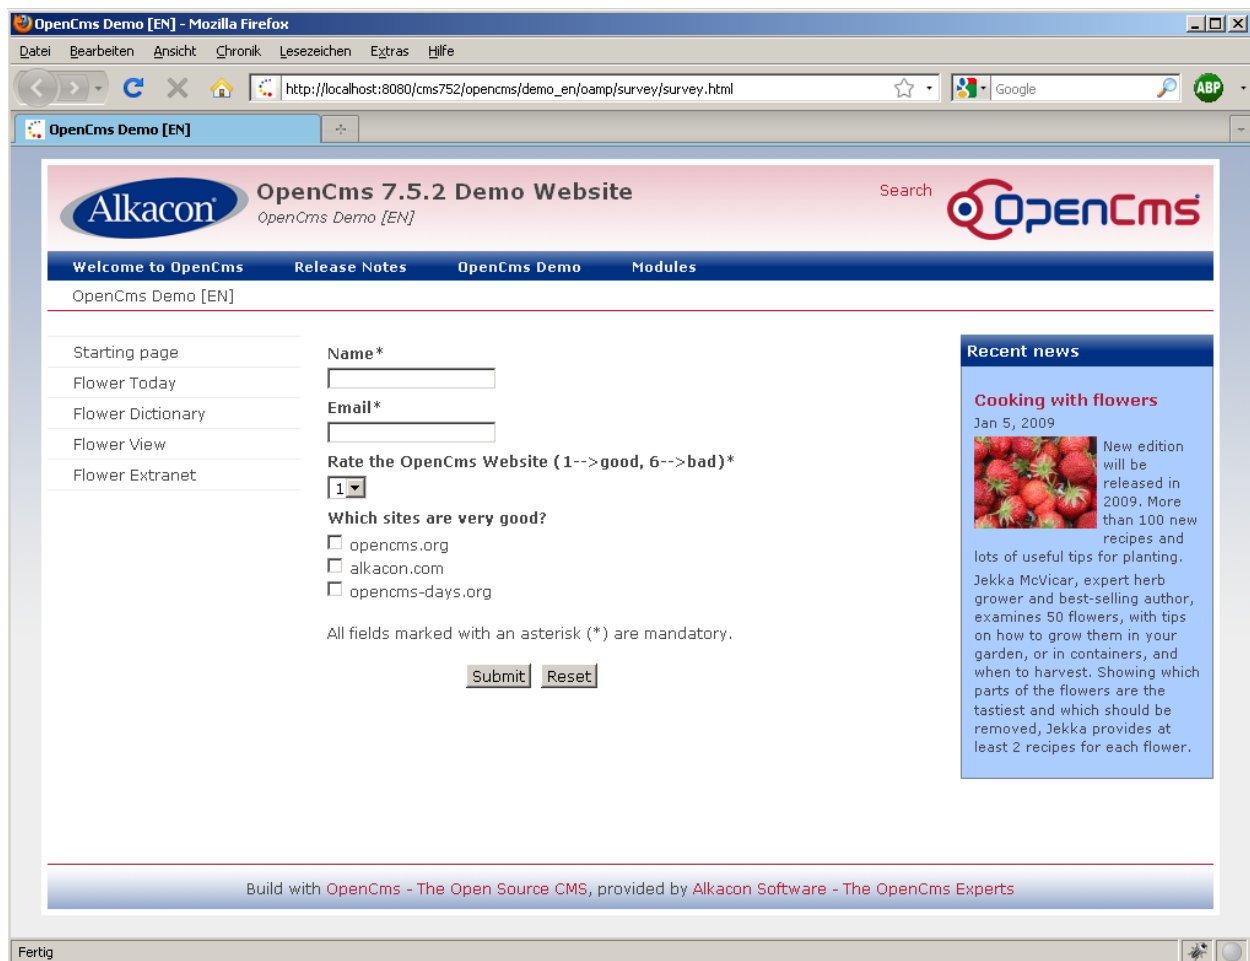 OpenCms Demo [EN] - Mozilla Firefox
Datei Bearbeiten Ansicht Chronik Lesezeichen Extras Hilfe
http://localhost:8080/cms752/opencms/demo_en/oamp/survey/survey.html
Google
ABP
OpenCms Demo [EN]
Alkacon
OpenCms 7.5.2 Demo Website
OpenCms Demo [EN]
Search
OpenCms
Welcome to OpenCms Release Notes OpenCms Demo Modules
OpenCms Demo [EN]
Starting page
Flower Today
Flower Dictionary
Flower View
Flower Extranet
Name*
Email*
Rate the OpenCms Website (1-->good, 6-->bad)*
1
Which sites are very good?
opencms.org
alkacon.com
opencms-days.org
All fields marked with an asterisk (*) are mandatory.
Submit Reset
Recent news
Cooking with flowers
Jan 5, 2009
New edition
will be
released in
2009. More
than 100 new
recipes and
lots of useful tips for planting.
Jekka McVicar, expert herb
grower and best-selling author,
examines 50 flowers, with tips
on how to grow them in your
garden, or in containers, and
when to harvest. Showing which
parts of the flowers are the
tastiest and which should be
removed, Jekka provides at
least 2 recipes for each flower.
Build with OpenCms - The Open Source CMS, provided by Alkacon Software - The OpenCms Experts
Fertig